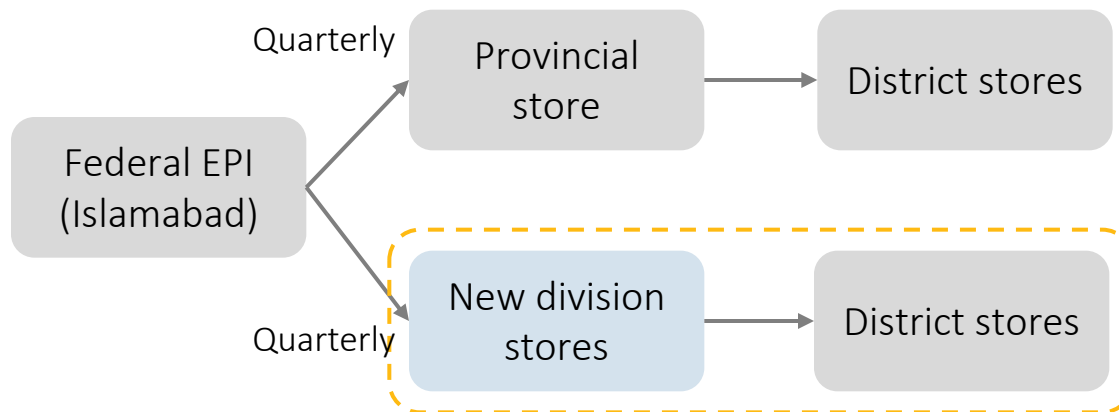 Quarterly
Provincial
store
District stores
Federal EPI
(Islamabad)
New division
stores
District stores
Quarterly